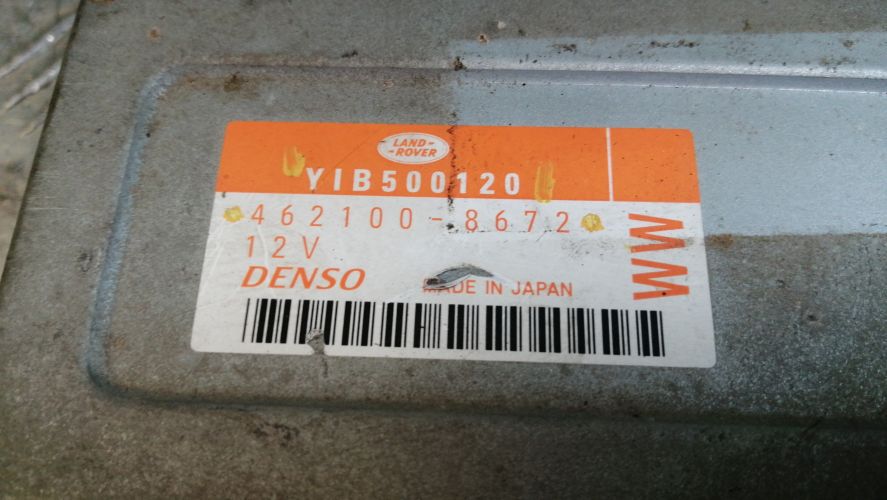 LAND-
-ROVER
YIB500120
462100-8672
12V
DENSO
MADE IN JAPAN
WW